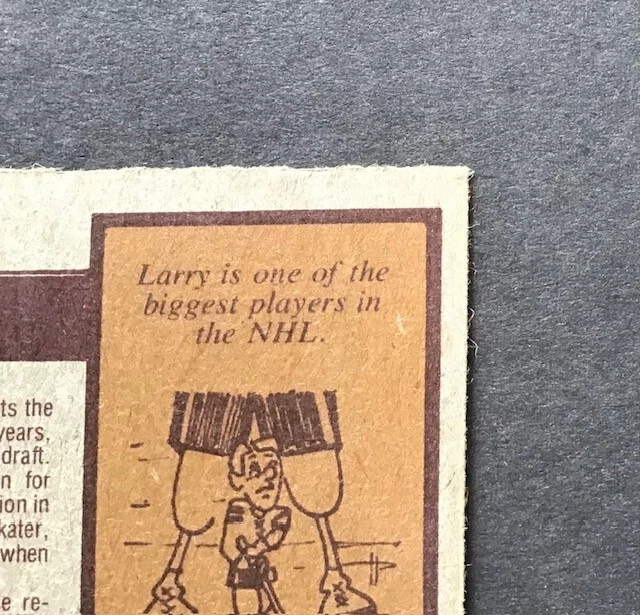 Larry is one of the
biggest players in
the NHL.
ts the
years,
draft.
n for
ion in
kater,
when
e re-